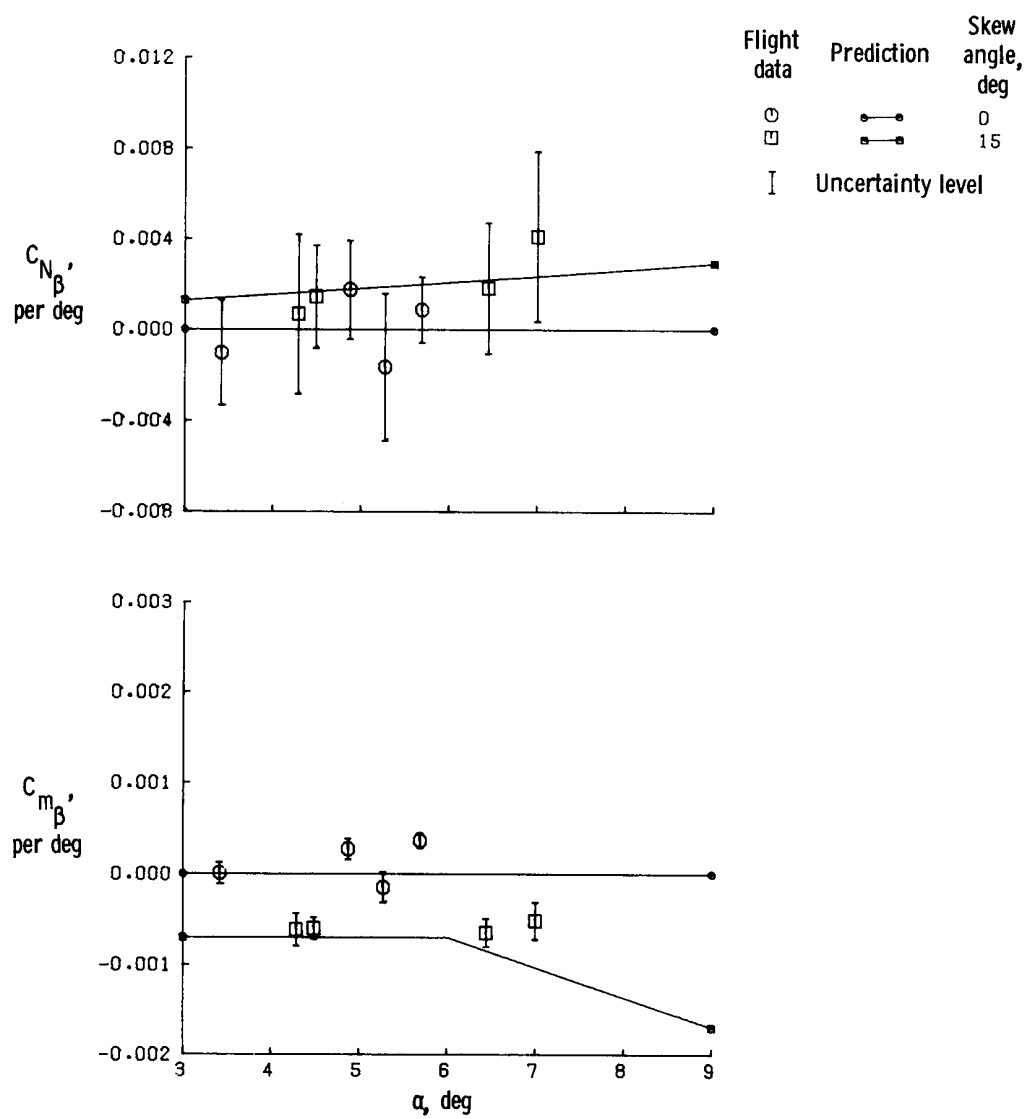 Flight data
Prediction
Skew angle, deg
0
15
Uncertainty level
0.012
0.008
0.004
0.000
-0.004
-0.008
C_Nβ, per deg
0.003
0.002
0.001
0.000
-0.001
-0.002
C_mβ, per deg
3 4 5 6 7 8 9
α, deg